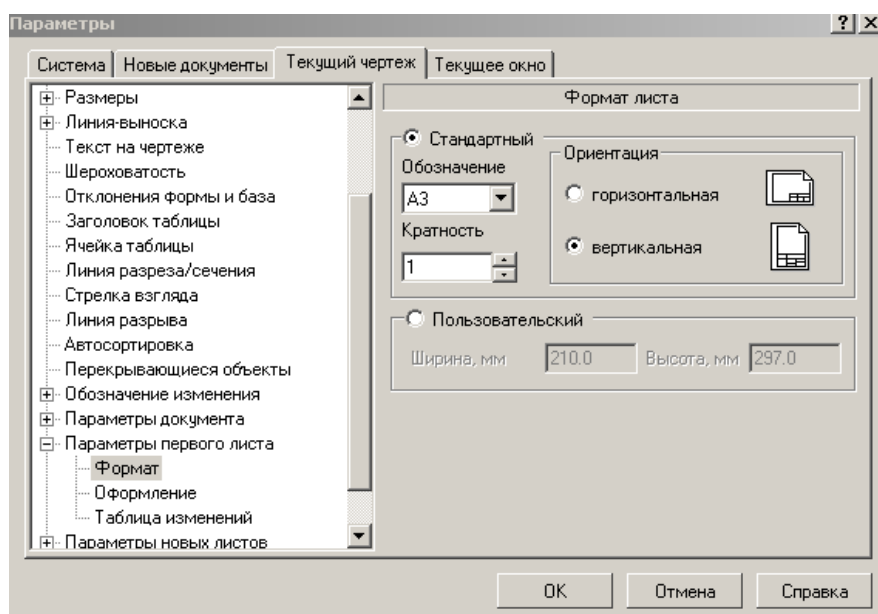 Параметры
Система Новые документы Текущий чертеж Текущее окно
Размеры
Линия-выноска
Текст на чертеже
Шероховатость
Отклонения формы и база
Заголовок таблицы
Ячейка таблицы
Линия разреза/сечения
Стрелка взгляда
Линия разрыва
Автосортировка
Перекрывающиеся объекты
Обозначение изменения
Параметры документа
Параметры первого листа
Формат
Оформление
Таблица изменений
Параметры новых листов
Формат листа
Стандартный
Обозначение
А3
Кратность
1
Ориентация
горизонтальная
вертикальная
Пользовательский
Ширина, мм 210.0 Высота, мм 297.0
OK Отмена Справка